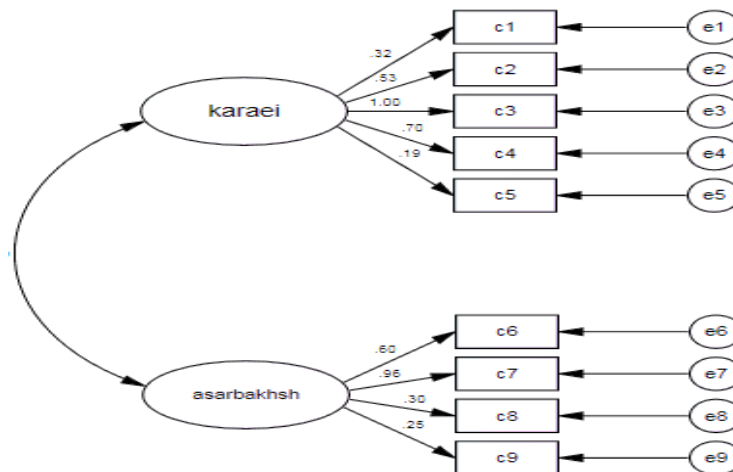 c1
e1
.32
c2
e2
.53
karaei
1.00
c3
e3
.70
c4
e4
.19
c5
e5
c6
e6
.60
c7
e7
.96
asarbakhsh
.30
c8
e8
.25
c9
e9